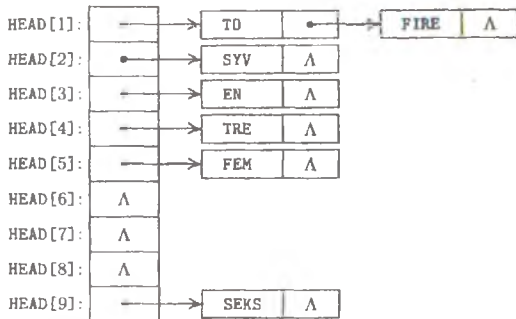 HEAD[1]: TO FIRE Λ
HEAD[2]: SYV Λ
HEAD[3]: EN Λ
HEAD[4]: TRE Λ
HEAD[5]: FEM Λ
HEAD[6]: Λ
HEAD[7]: Λ
HEAD[8]: Λ
HEAD[9]: SEKS Λ